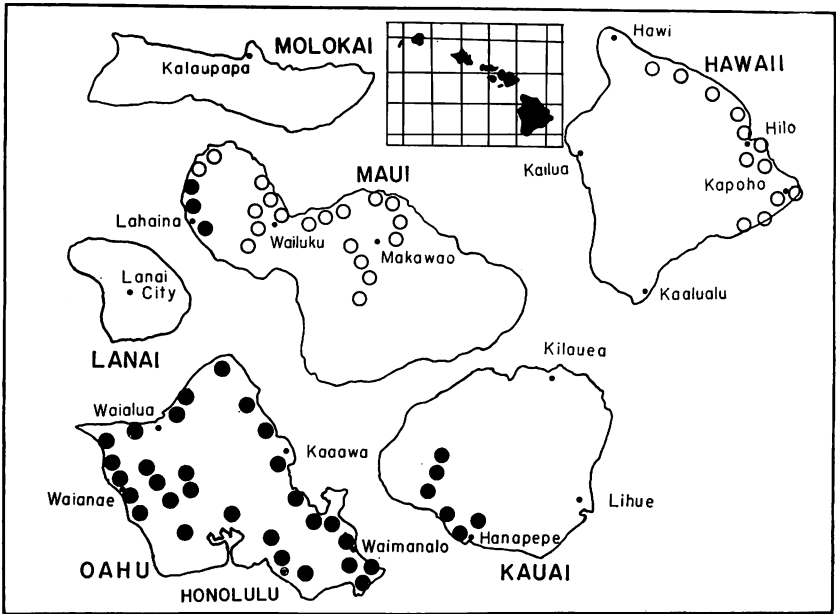 MOLOKAI
Kalaupapa
Hawi
HAWAII
Hilo
Kailua
Kapoho
Kaalualu
MAUI
Lahaina
Wailuku
Makawao
Lanai
City
LANAI
Kilauea
Waialua
Kaaawa
Waianae
Lihue
Waimanalo
Hanapepe
OAHU
HONOLULU
KAUAI